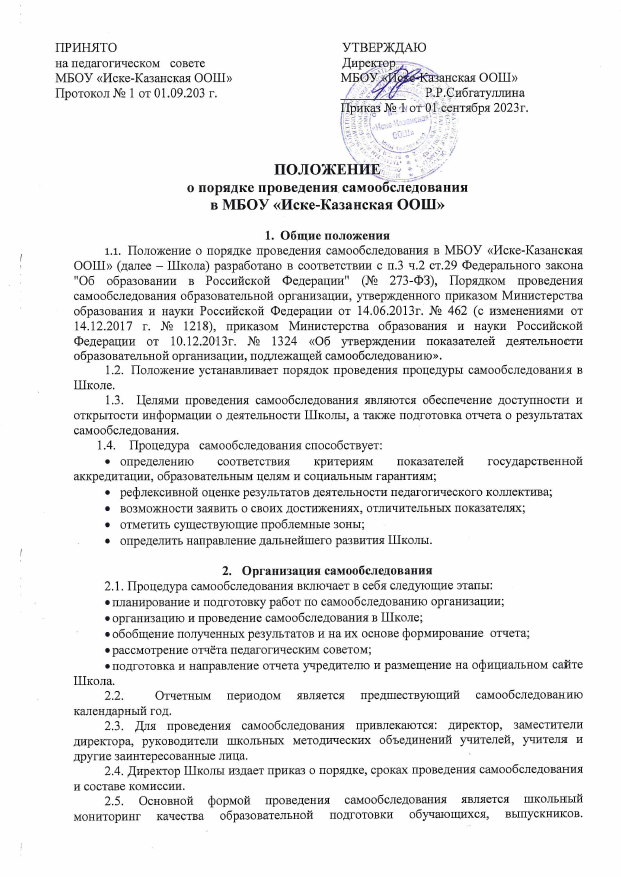 ПРИНЯТО
на педагогическом совете
МБОУ «Иске-Казанская ООШ»
Протокол № 1 от 01.09.203 г.
УТВЕРЖДАЮ
Директор
МБОУ «Иске-Казанская ООШ»
Р.Р.Сибгатуллина
Приказ № 1 от 01 сентября 2023г.
«Иске-Казанская
ООШ»
ПОЛОЖЕНИЕ
о порядке проведения самообследования
в МБОУ «Иске-Казанская ООШ»
1. Общие положения
1.1. Положение о порядке проведения самообследования в МБОУ «Иске-Казанская
ООШ» (далее – Школа) разработано в соответствии с п.3 ч.2 ст.29 Федерального закона
"Об образовании в Российской Федерации" (№ 273-ФЗ), Порядком проведения
самообследования образовательной организации, утвержденного приказом Министерства
образования и науки Российской Федерации от 14.06.2013г. № 462 (с изменениями от
14.12.2017 г. № 1218), приказом Министерства образования и науки Российской
Федерации от 10.12.2013г. № 1324 «Об утверждении показателей деятельности
образовательной организации, подлежащей самообследованию».
1.2. Положение устанавливает порядок проведения процедуры самообследования в
Школе.
1.3. Целями проведения самообследования являются обеспечение доступности и
открытости информации о деятельности Школы, а также подготовка отчета о результатах
самообследования.
1.4. Процедура самообследования способствует:
• определению соответствия критериям показателей государственной
аккредитации, образовательным целям и социальным гарантиям;
• рефлексивной оценке результатов деятельности педагогического коллектива;
• возможности заявить о своих достижениях, отличительных показателях;
• отметить существующие проблемные зоны;
• определить направление дальнейшего развития Школы.
2. Организация самообследования
2.1. Процедура самообследования включает в себя следующие этапы:
•планирование и подготовку работ по самообследованию организации;
•организацию и проведение самообследования в Школе;
•обобщение полученных результатов и на их основе формирование отчета;
•рассмотрение отчёта педагогическим советом;
•подготовка и направление отчета учредителю и размещение на официальном сайте
Школа.
2.2. Отчетным периодом является предшествующий самообследованию
календарный год.
2.3. Для проведения самообследования привлекаются: директор, заместители
директора, руководители школьных методических объединений учителей, учителя и
другие заинтересованные лица.
2.4. Директор Школы издает приказ о порядке, сроках проведения самообследования
и составе комиссии.
2.5. Основной формой проведения самообследования является школьный
мониторинг качества образовательной подготовки обучающихся, выпускников.